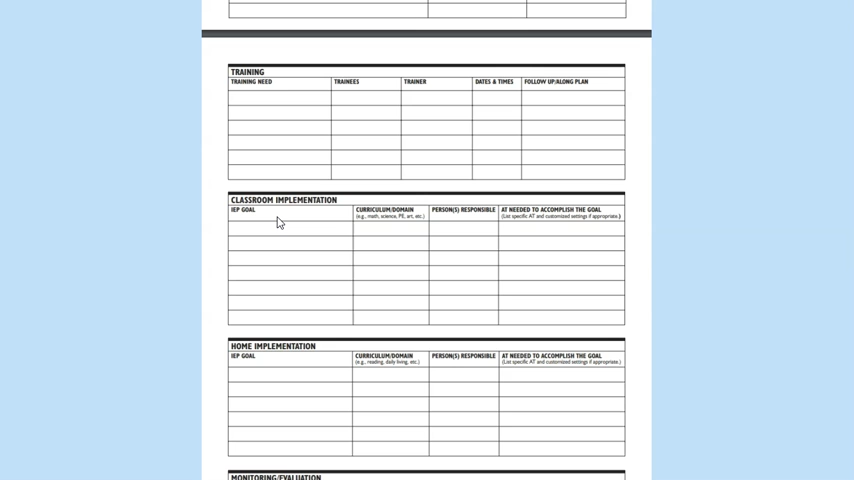 TRAINING
TRAINING NEED TRAINEES TRAINER DATES & TIMES FOLLOW UP/ALONG PLAN
CLASSROOM IMPLEMENTATION
IEP GOAL CURRICULUM/DOMAIN PERSON(S) RESPONSIBLE AT NEEDED TO ACCOMPLISH THE GOAL
(e.g., math, science, PE, art, etc.) (List specific AT and customized settings if appropriate.)
HOME IMPLEMENTATION
IEP GOAL CURRICULUM/DOMAIN PERSON(S) RESPONSIBLE AT NEEDED TO ACCOMPLISH THE GOAL
(e.g., reading, daily living, etc.) (List specific AT and customized settings if appropriate.)
MONITORING/EVALUATION